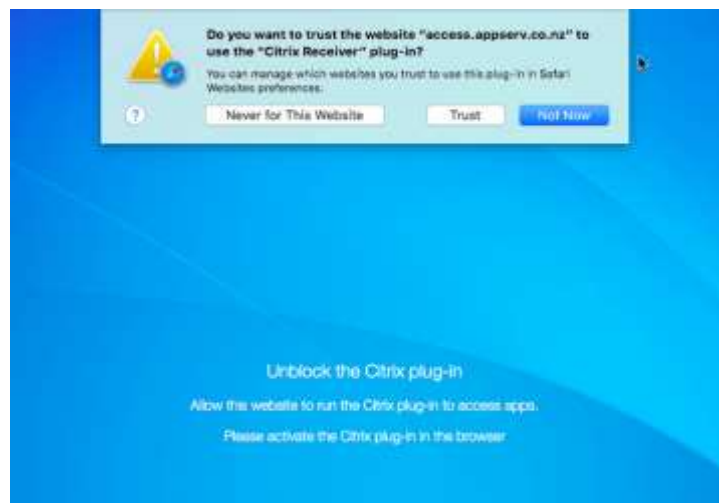 Do you want to trust the website "access.appserv.co.nz" to
use the "Citrix Receiver" plug-in?
You can manage which websites you trust to use this plug-in in Safari
Websites preferences.
? Never for This Website Trust Not Now
Unblock the Citrix plug-in
Allow this website to run the Citrix plug-in to access apps.
Please activate the Citrix plug-in in the browser